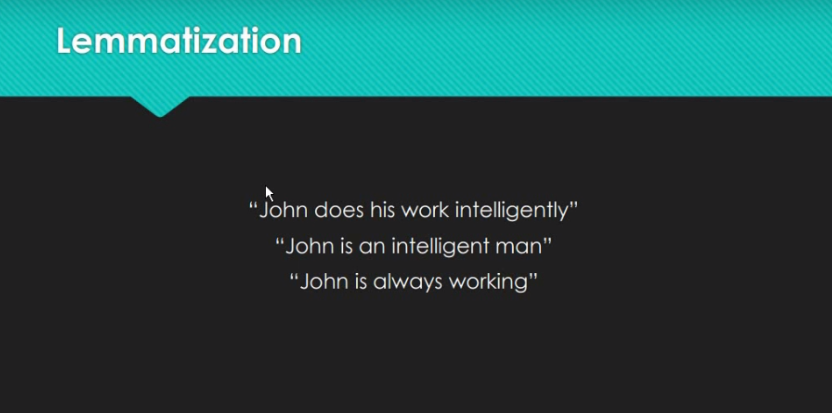 Lemmatization
“John does his work intelligently”
“John is an intelligent man”
“John is always working”